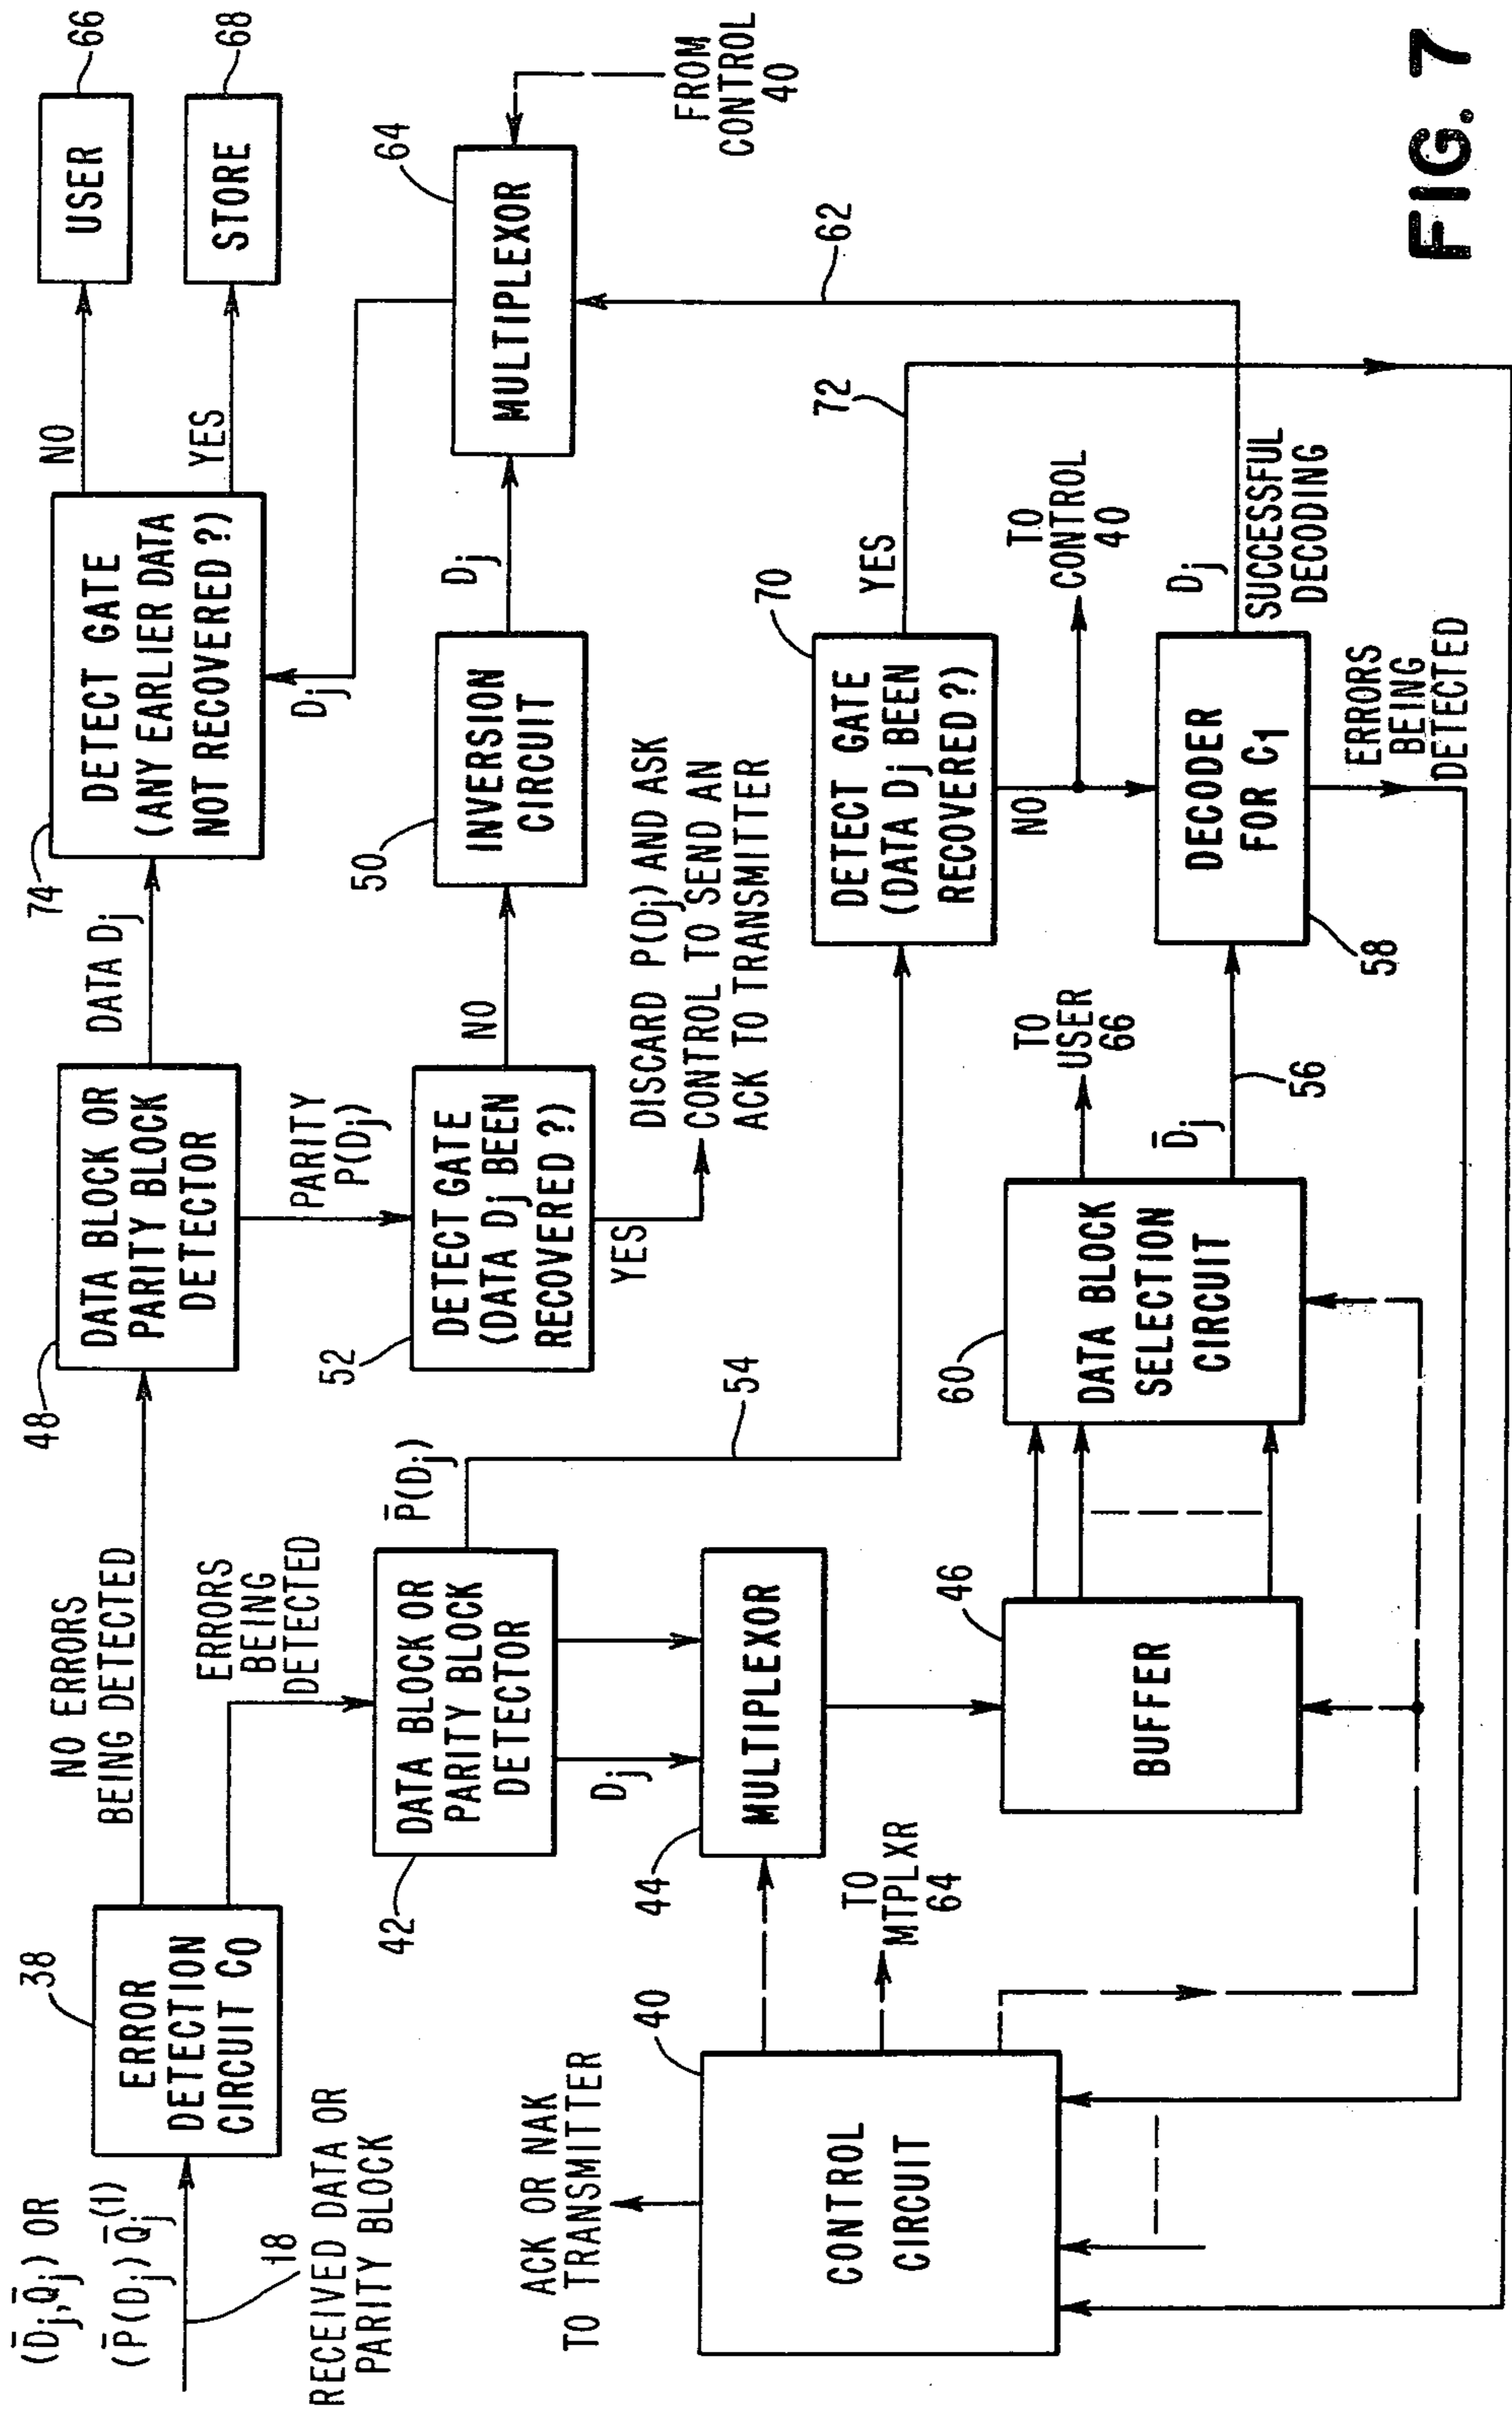 (D̄j,Q̄j) OR
(P̄(Dj) Q̄j(1)
18
RECEIVED DATA OR
PARITY BLOCK
38
ERROR
DETECTION
CIRCUIT C0
NO ERRORS
BEING DETECTED
ERRORS
BEING
DETECTED
48
DATA BLOCK OR
PARITY BLOCK
DETECTOR
DATA Dj
74
DETECT GATE
(ANY EARLIER DATA
NOT RECOVERED ?)
NO
YES
USER
66
STORE
68
PARITY
P(Dj)
52
DETECT GATE
(DATA Dj BEEN
RECOVERED ?)
NO
YES
DISCARD P(Dj) AND ASK
CONTROL TO SEND AN
ACK TO TRANSMITTER
50
INVERSION
CIRCUIT
Dj
Dj
MULTIPLEXOR
64
FROM
CONTROL
40
62
42
DATA BLOCK OR
PARITY BLOCK
DETECTOR
P̄(Dj)
54
Dj
44
MULTIPLEXOR
70
DETECT GATE
(DATA Dj BEEN
RECOVERED ?)
YES
72
NO
TO
CONTROL
40
ACK OR NAK
TO TRANSMITTER
40
CONTROL
CIRCUIT
TO
MTPLXR
64
46
BUFFER
60
DATA BLOCK
SELECTION
CIRCUIT
TO
USER
66
D̄j
56
DECODER
FOR C1
58
Dj
SUCCESSFUL
DECODING
ERRORS
BEING
DETECTED
FIG. 7